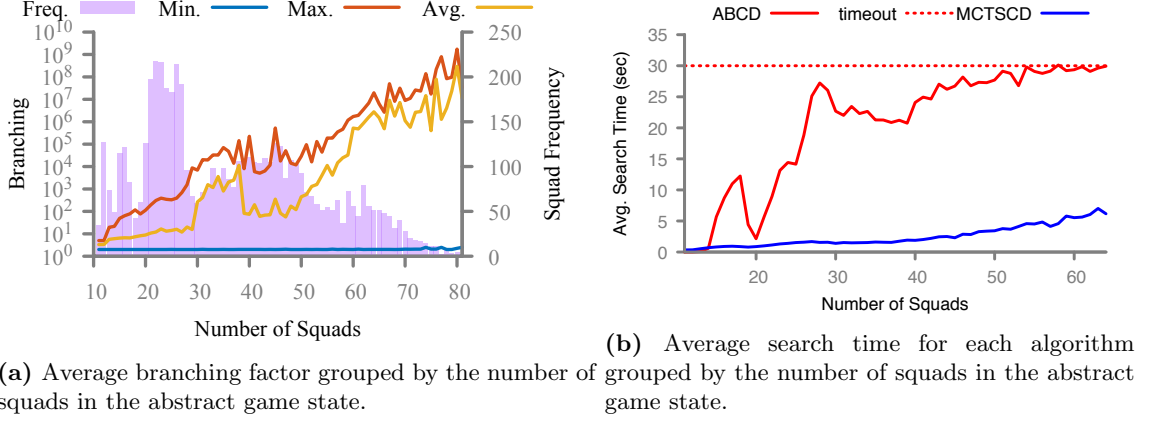 Freq. Min. Max. Avg.
10^10
10^9
10^8
10^7
10^6
10^5
10^4
10^3
10^2
10^1
10^0
Branching
250
200
150
100
50
0
Squad Frequency
10 20 30 40 50 60 70 80
Number of Squads
(a) Average branching factor grouped by the number of
squads in the abstract game state.
ABCD timeout MCTSCD
35
30
25
20
15
10
5
0
Avg. Search Time (sec)
20 40 60
Number of Squads
(b) Average search time for each algorithm
grouped by the number of squads in the abstract
game state.